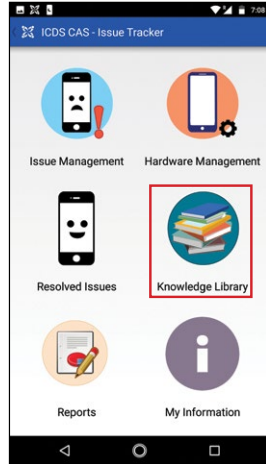 7:08
ICDS CAS - Issue Tracker
Issue Management
Hardware Management
Resolved Issues
Knowledge Library
Reports
My Information